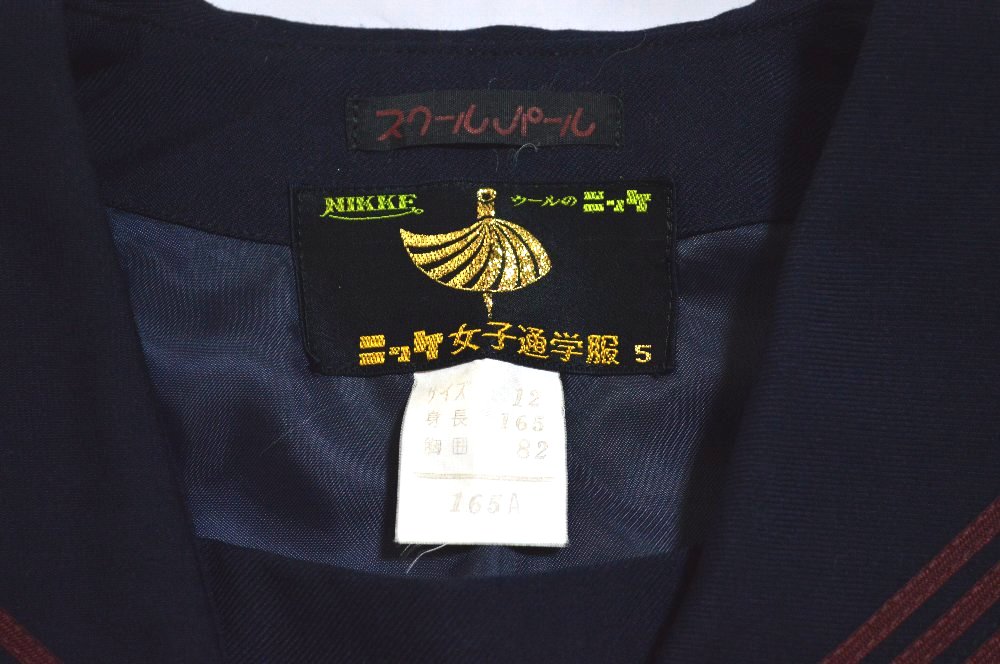 スクールパール
NIKKE ウールの ニッケ
ニッケ 女子通学服 5
サイズ 12
身長 165
胸囲 82
165A